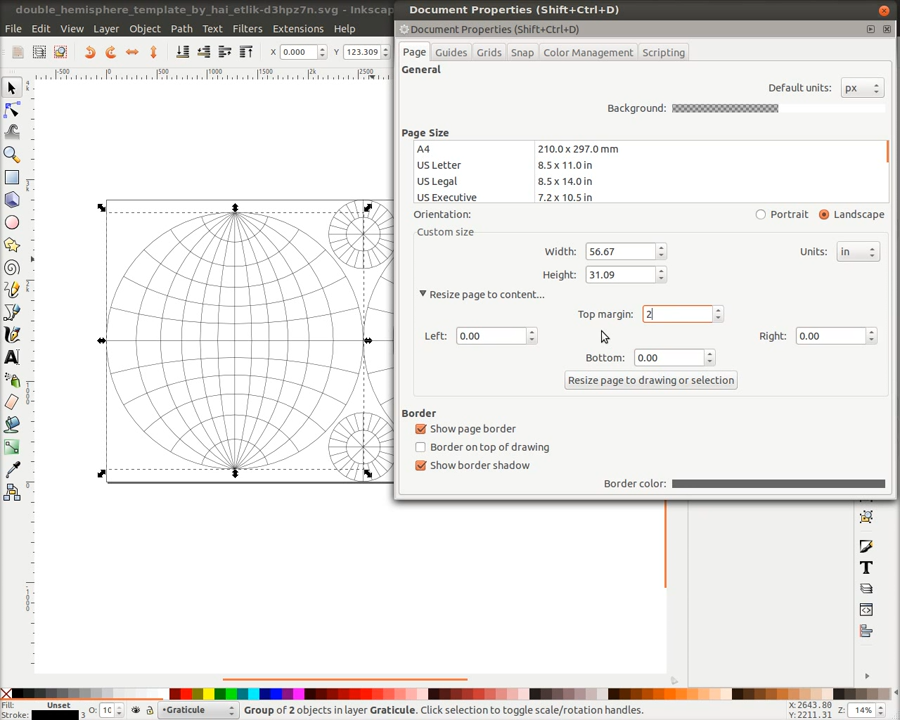 double_hemisphere_template_by_hai_etlik-d3hpz7n.svg - Inksca
Document Properties (Shift+Ctrl+D)
File Edit View Layer Object Path Text Filters Extensions Help
Document Properties (Shift+Ctrl+D)
X 0.000 Y 123.309
Page Guides Grids Snap Color Management Scripting
General
Default units: px
Background:
Page Size
A4 210.0 x 297.0 mm
US Letter 8.5 x 11.0 in
US Legal 8.5 x 14.0 in
US Executive 7.2 x 10.5 in
Orientation: Portrait Landscape
Custom size
Width: 56.67 Units: in
Height: 31.09
Resize page to content...
Top margin: 2
Left: 0.00 Right: 0.00
Bottom: 0.00
Resize page to drawing or selection
Border
Show page border
Border on top of drawing
Show border shadow
Border color:
Fill: Unset
Stroke: 3
O: 10
•Graticule
Group of 2 objects in layer Graticule. Click selection to toggle scale/rotation handles.
X: 2643.80
Y: 2211.31
Z: 14%